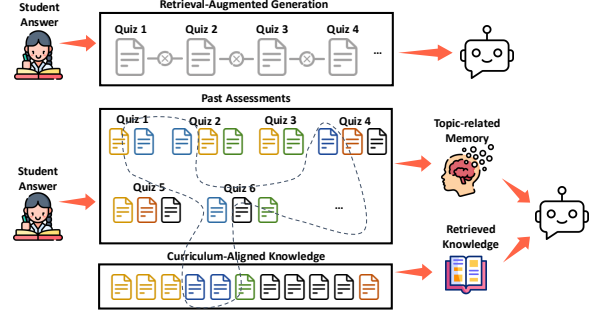 Retrieval-Augmented Generation
Student
Answer
Quiz 1
Quiz 2
Quiz 3
Quiz 4
...
Past Assessments
Quiz 1
Quiz 2
Quiz 3
Quiz 4
Topic-related
Memory
Student
Answer
Quiz 5
Quiz 6
...
Retrieved
Knowledge
Curriculum-Aligned Knowledge